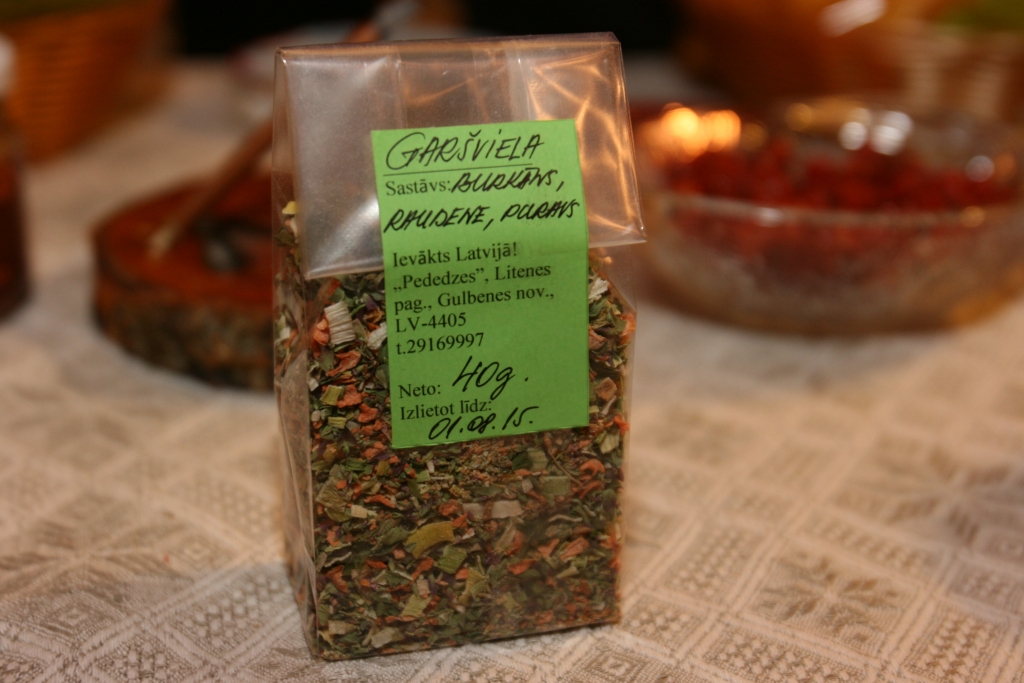 GARŠVIELA
Sastāvs: BURKĀNS,
RAUDENE, PURAVS
Ievākts Latvijā!
„Pededzes”, Litenes
pag., Gulbenes nov.,
LV-4405
t.29169997
Neto: 40g.
Izlietot līdz:
01.08.15.